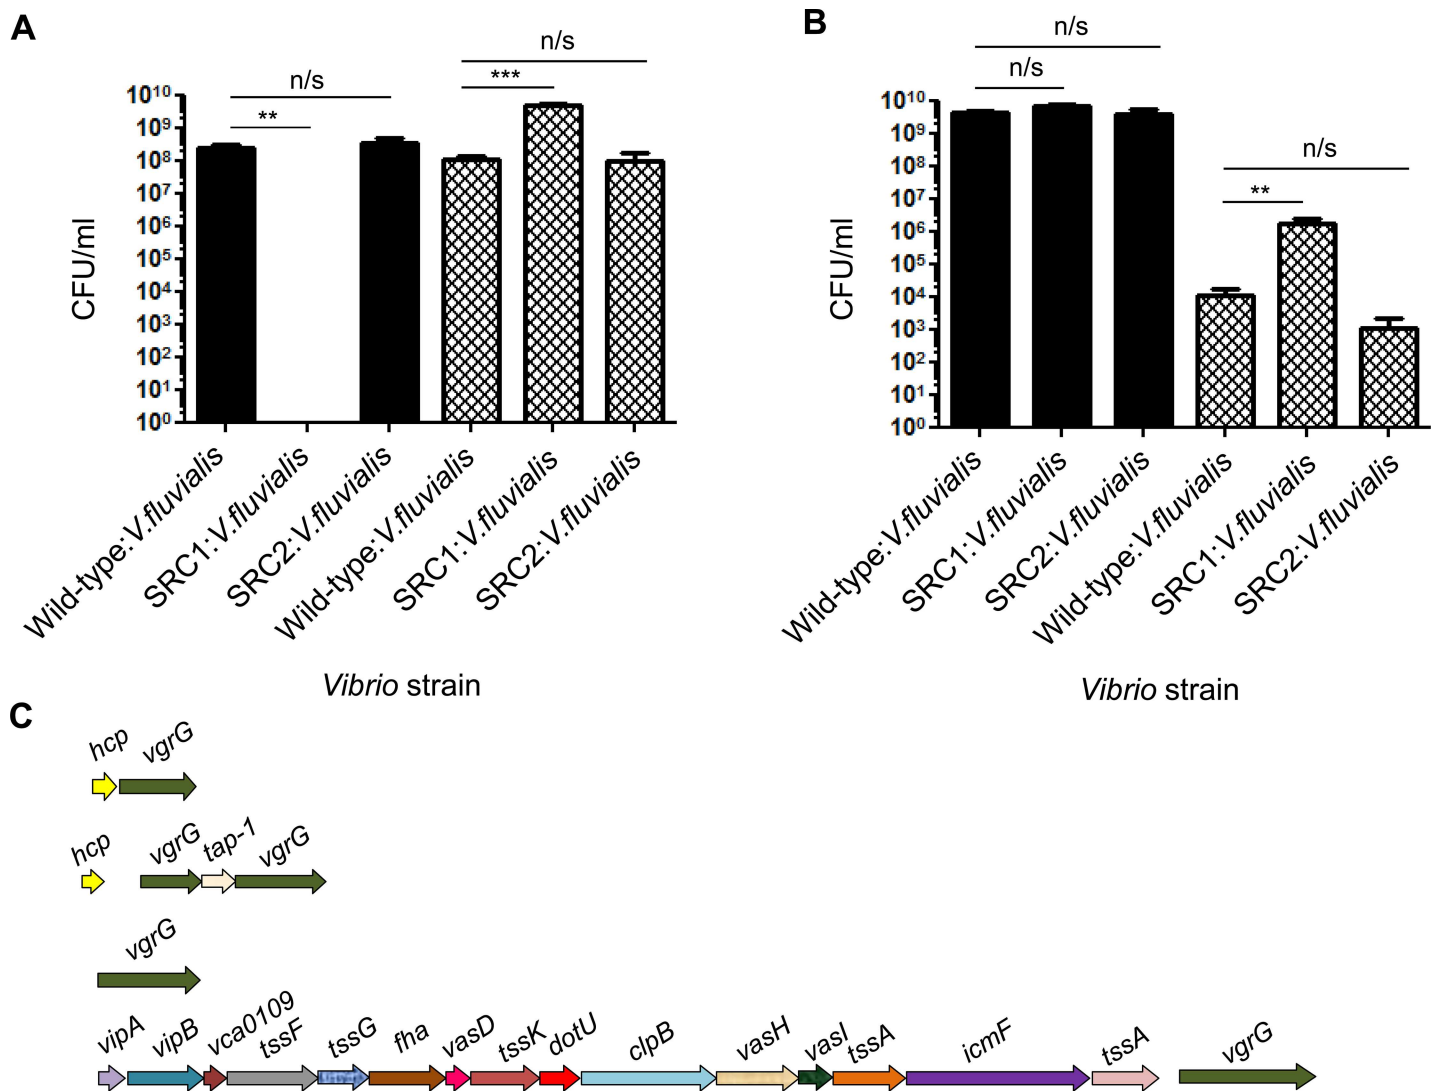 A
B
n/s
n/s
***
**
CFU/ml
10¹⁰
10⁹
10⁸
10⁷
10⁶
10⁵
10⁴
10³
10²
10¹
10⁰
Wild-type:V.fluvialis
SRC1:V.fluvialis
SRC2:V.fluvialis
Wild-type:V.fluvialis
SRC1:V.fluvialis
SRC2:V.fluvialis
Vibrio strain
n/s
n/s
n/s
**
CFU/ml
10¹⁰
10⁹
10⁸
10⁷
10⁶
10⁵
10⁴
10³
10²
10¹
10⁰
Wild-type:V.fluvialis
SRC1:V.fluvialis
SRC2:V.fluvialis
Wild-type:V.fluvialis
SRC1:V.fluvialis
SRC2:V.fluvialis
Vibrio strain
C
hcp vgrG
hcp vgrG tap-1 vgrG
vgrG
vipA vipB vca0109 tssF tssG fha vasD tssK dotU clpB vasH vasI tssA icmF tssA vgrG